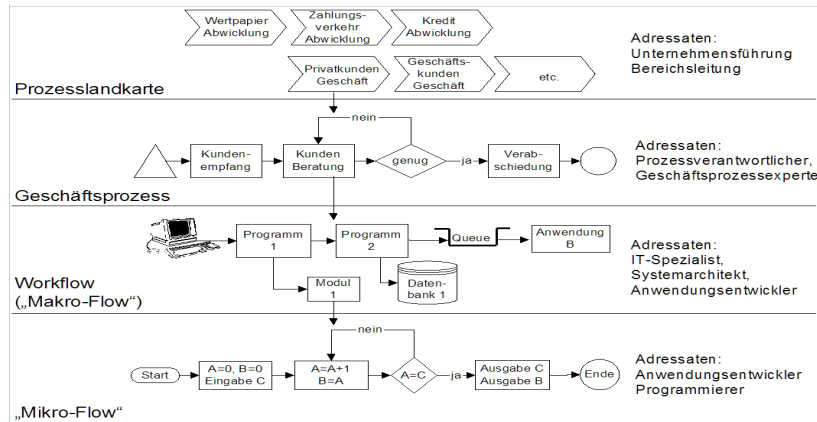 Wertpapier
Abwicklung
Zahlungs-
verkehr
Abwicklung
Kredit
Abwicklung
Privatkunden
Geschäft
Geschäfts-
kunden
Geschäft
etc.
Adressaten:
Unternehmensführung
Bereichsleitung
Prozesslandkarte
nein
Kunden-
empfang
Kunden
Beratung
genug
ja
Verab-
schiedung
Adressaten:
Prozessverantwortlicher,
Geschäftsprozessexperte
Geschäftsprozess
Programm
1
Programm
2
Queue
Anwendung
B
Modul
1
Daten-
bank 1
Adressaten:
IT-Spezialist,
Systemarchitekt,
Anwendungsentwickler
Workflow
(„Makro-Flow“)
nein
Start
A=0, B=0
Eingabe C
A=A+1
B=A
A=C
ja
Ausgabe C
Ausgabe B
Ende
Adressaten:
Anwendungsentwickler
Programmierer
„Mikro-Flow“